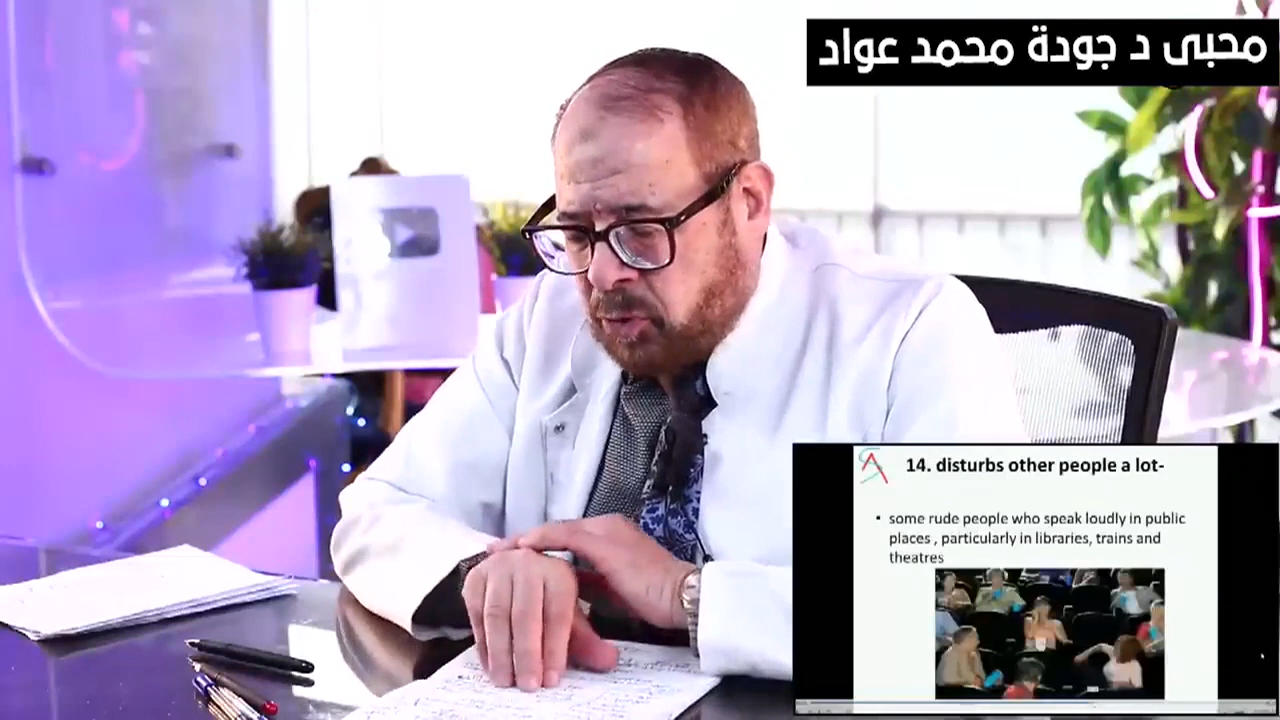 محبى د جودة محمد عواد
14. disturbs other people a lot-
• some rude people who speak loudly in public
places , particularly in libraries, trains and
theatres